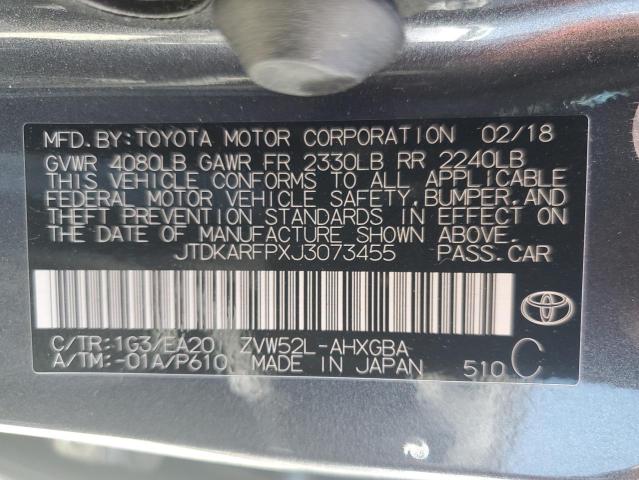 MFD.BY:TOYOTA MOTOR CORPORATION 02/18
GVWR 4080LB GAWR FR 2330LB RR 2240LB
THIS VEHICLE CONFORMS TO ALL APPLICABLE
FEDERAL MOTOR VEHICLE SAFETY,BUMPER,AND
THEFT PREVENTION STANDARDS IN EFFECT ON
THE DATE OF MANUFACTURE SHOWN ABOVE.
JTDKARFPXJ3073455 PASS.CAR
C/TR:1G3/EA20 ZVW52L-AHXGBA
A/TM:-01A/P610 MADE IN JAPAN 510 C